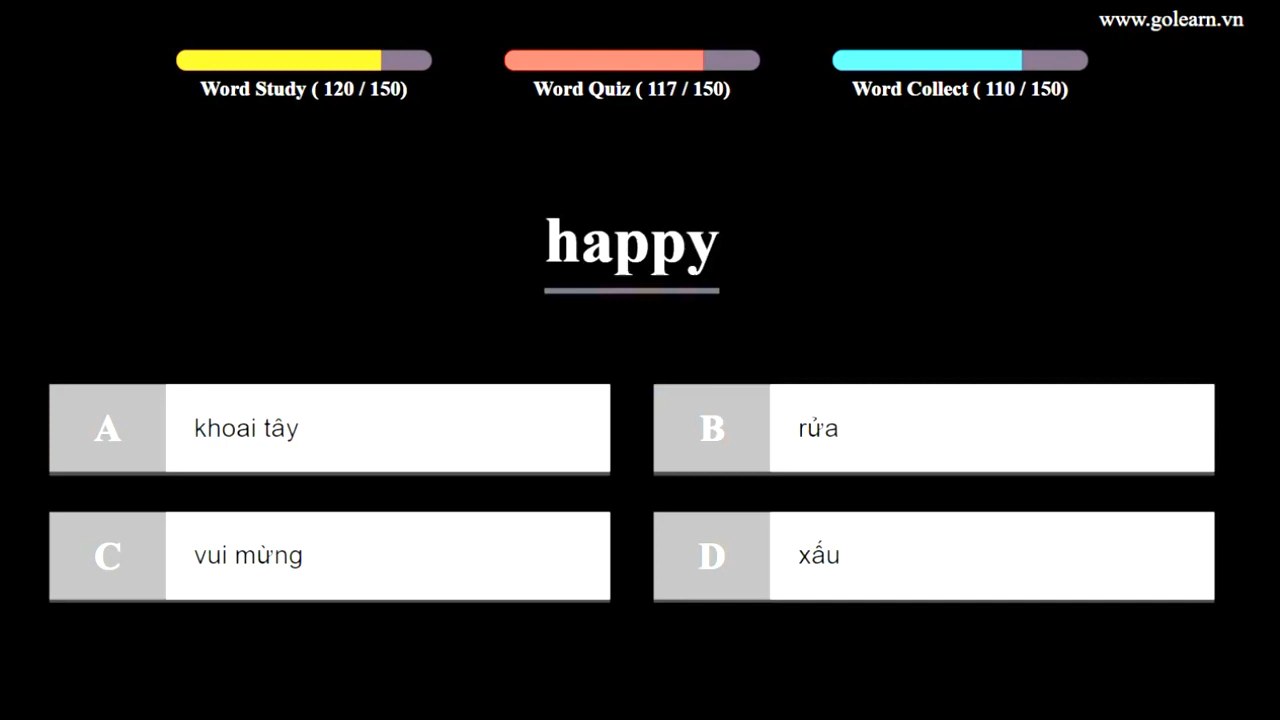 www.golearn.vn
Word Study ( 120 / 150)
Word Quiz ( 117 / 150)
Word Collect ( 110 / 150)
happy
A khoai tây
B rửa
C vui mừng
D xấu